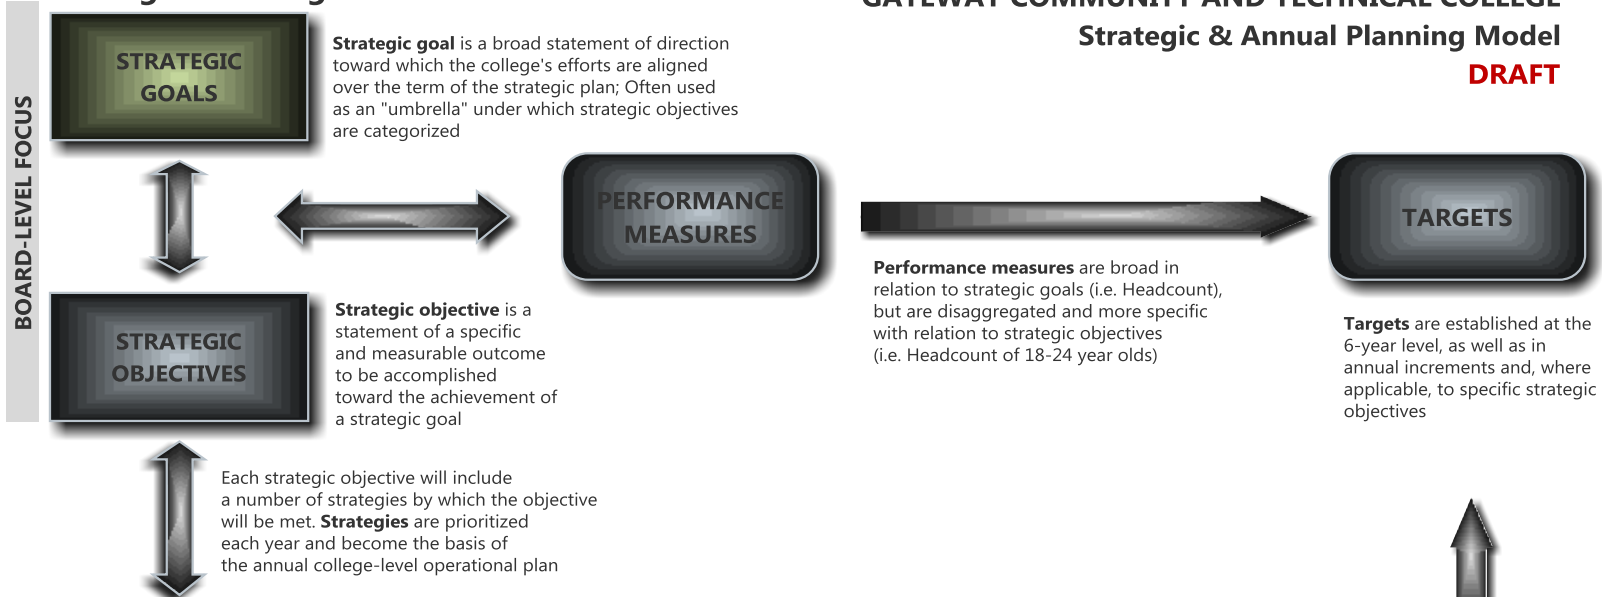 GATEWAY COMMUNITY AND TECHNICAL COLLEGE
Strategic & Annual Planning Model
DRAFT
BOARD-LEVEL FOCUS
STRATEGIC
GOALS
Strategic goal is a broad statement of direction
toward which the college's efforts are aligned
over the term of the strategic plan; Often used
as an "umbrella" under which strategic objectives
are categorized
PERFORMANCE
MEASURES
TARGETS
Performance measures are broad in
relation to strategic goals (i.e. Headcount),
but are disaggregated and more specific
with relation to strategic objectives
(i.e. Headcount of 18-24 year olds)
Targets are established at the
6-year level, as well as in
annual increments and, where
applicable, to specific strategic
objectives
STRATEGIC
OBJECTIVES
Strategic objective is a
statement of a specific
and measurable outcome
to be accomplished
toward the achievement of
a strategic goal
Each strategic objective will include
a number of strategies by which the objective
will be met. Strategies are prioritized
each year and become the basis of
the annual college-level operational plan